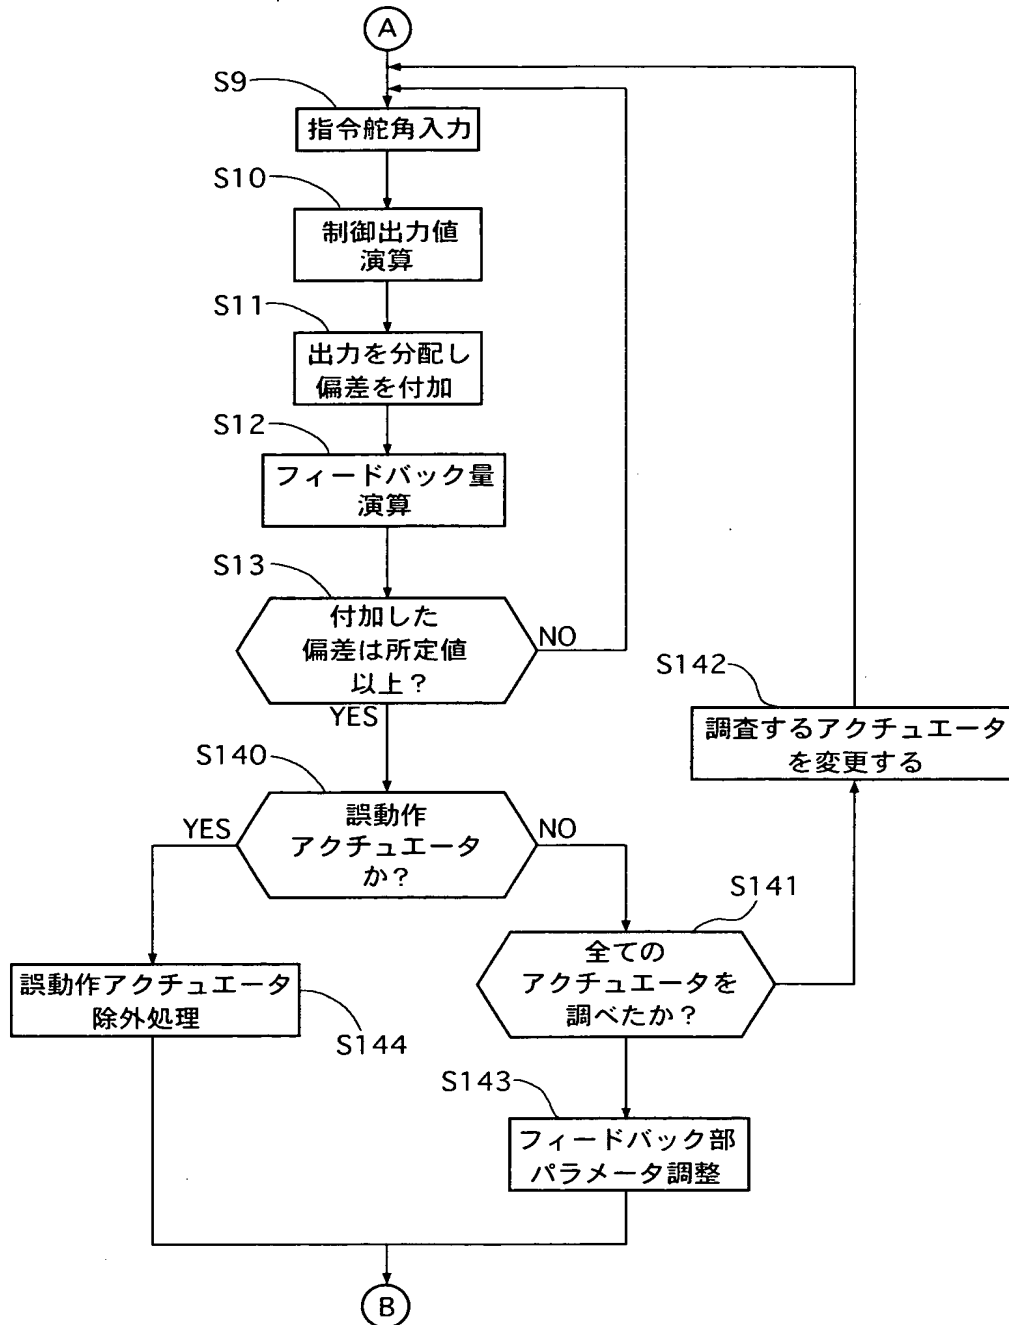 A
S9
指令舵角入力
S10
制御出力値
演算
S11
出力を分配し
偏差を付加
S12
フィードバック量
演算
S13
付加した
偏差は所定値
以上？
NO
YES
S142
調査するアクチュエータ
を変更する
S140
誤動作
アクチュエータ
か？
YES
NO
S141
全ての
アクチュエータを
調べたか？
誤動作アクチュエータ
除外処理
S144
S143
フィードバック部
パラメータ調整
B